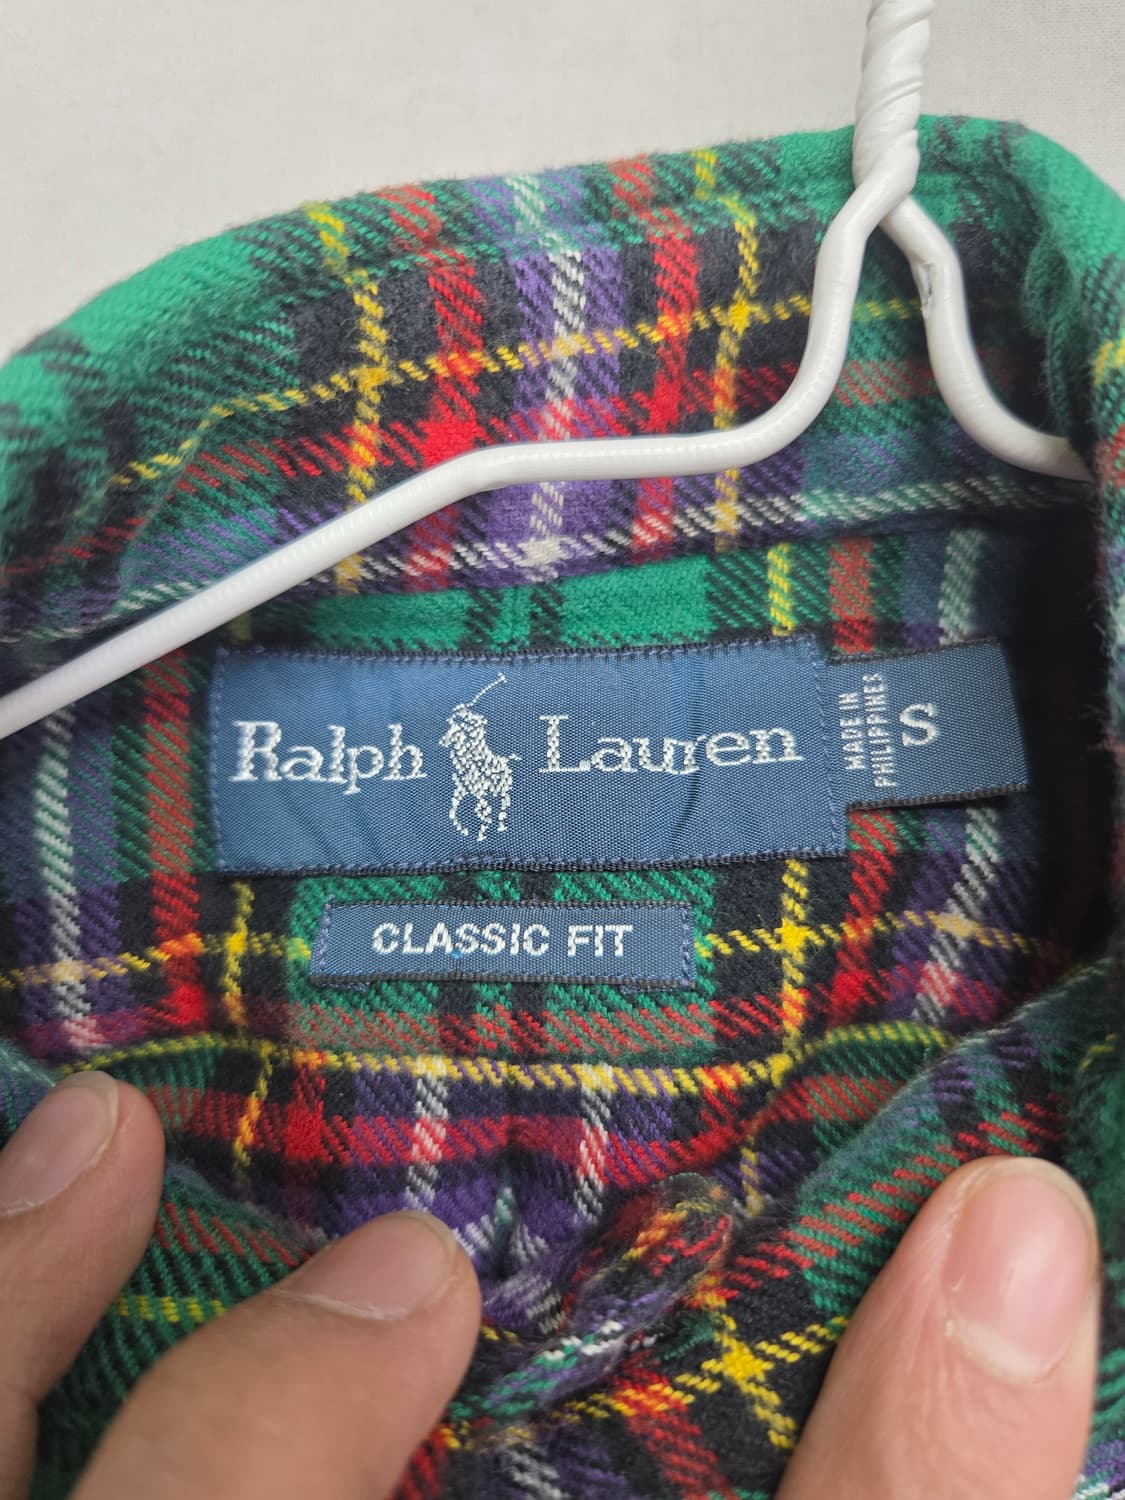 Ralph Lauren
MADE IN
PHILIPPINES
S
CLASSIC FIT